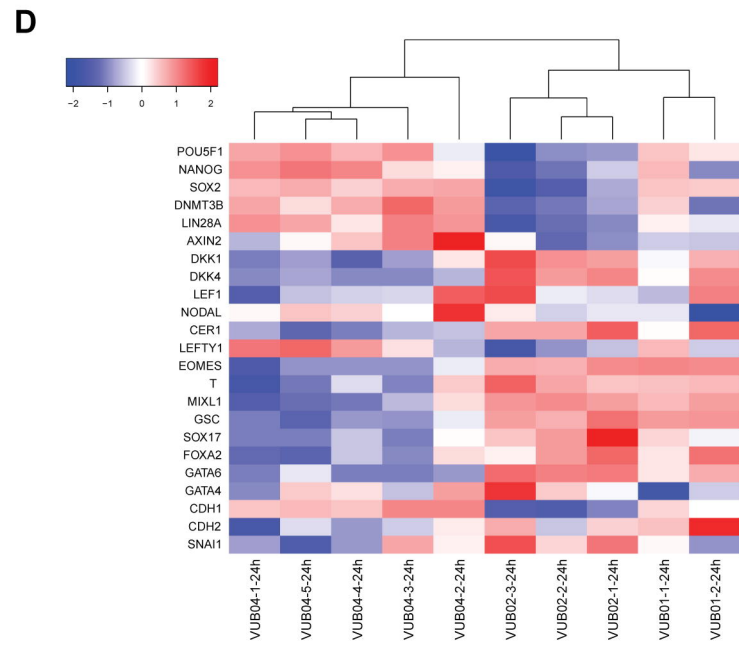 D
−2 −1 0 1 2
POU5F1
NANOG
SOX2
DNMT3B
LIN28A
AXIN2
DKK1
DKK4
LEF1
NODAL
CER1
LEFTY1
EOMES
T
MIXL1
GSC
SOX17
FOXA2
GATA6
GATA4
CDH1
CDH2
SNAI1
VUB04-1-24h
VUB04-5-24h
VUB04-4-24h
VUB04-3-24h
VUB04-2-24h
VUB02-3-24h
VUB02-2-24h
VUB02-1-24h
VUB01-1-24h
VUB01-2-24h